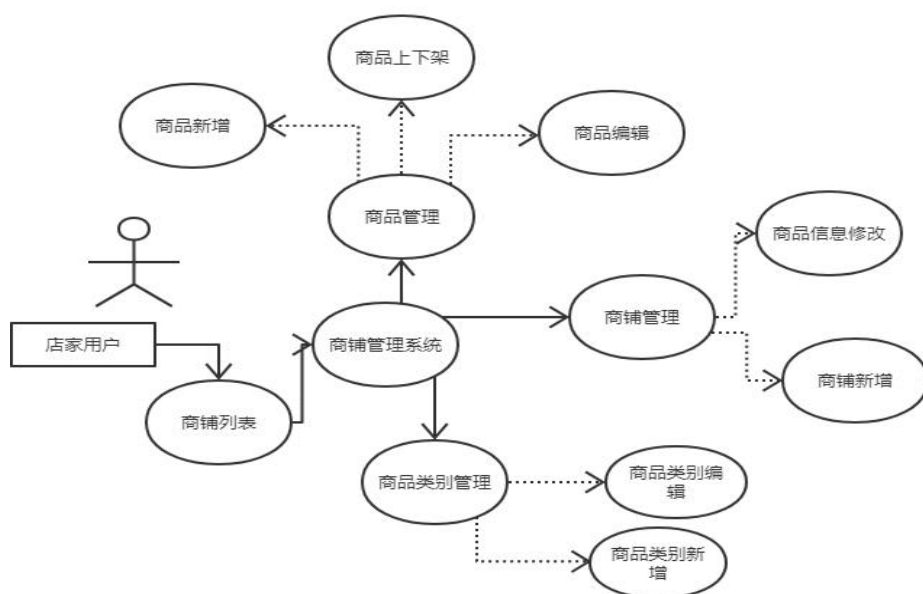 商品上下架
商品新增
商品编辑
商品管理
商品信息修改
店家用户
商铺管理系统
商铺管理
商铺新增
商铺列表
商品类别管理
商品类别编
辑
商品类别新
增